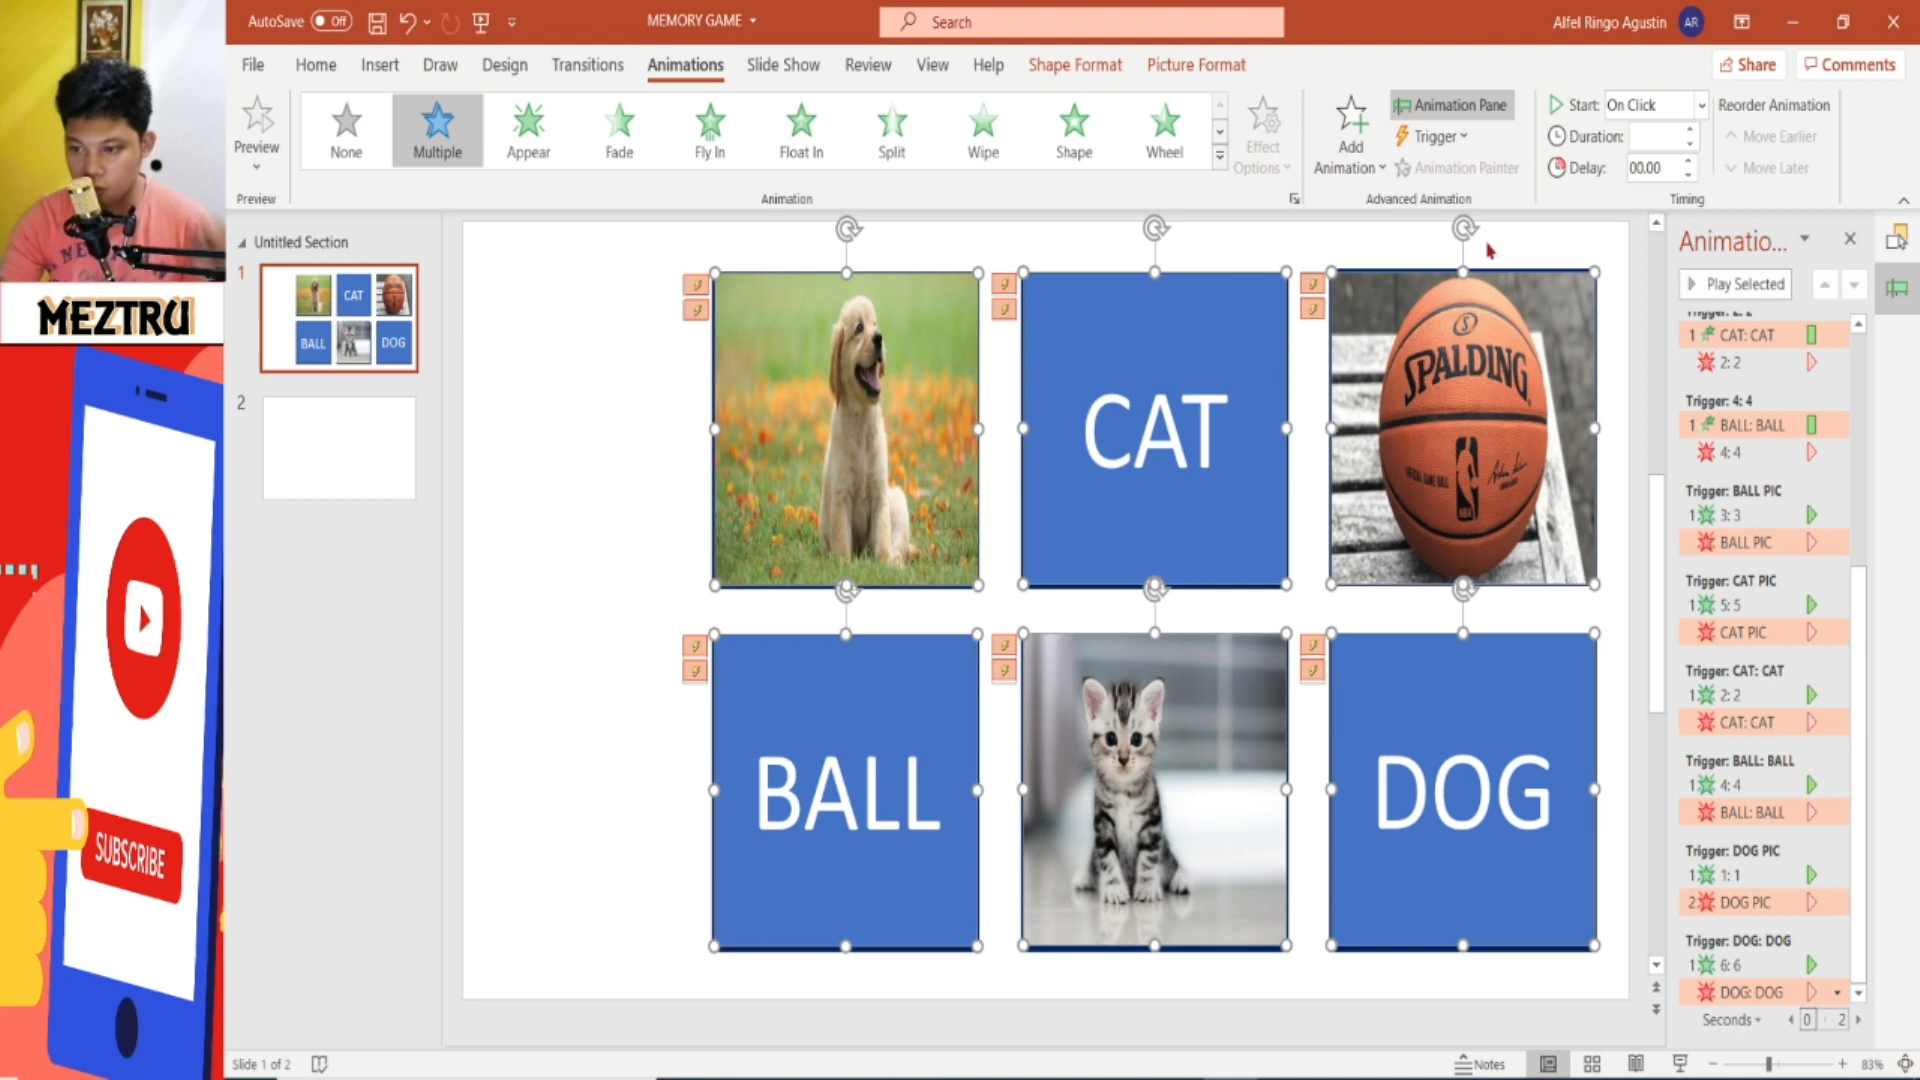 AutoSave Off
MEMORY GAME
Search
Alfel Ringo Agustin AR
File Home Insert Draw Design Transitions Animations Slide Show Review View Help Shape Format Picture Format
Share Comments
Preview
None Multiple Appear Fade Fly In Float In Split Wipe Shape Wheel
Effect Options
Add Animation
Animation Pane
Trigger
Animation Painter
Start: On Click
Duration:
Delay: 00.00
Reorder Animation
Move Earlier
Move Later
Preview Animation Advanced Animation Timing
MEZTRU
SUBSCRIBE
Untitled Section
1
CAT
BALL DOG
2
CAT
SPALDING
OFFICIAL GAME BALL
NBA
BALL
DOG
Animatio...
Play Selected
1 CAT: CAT
2: 2
Trigger: 4: 4
1 BALL: BALL
4: 4
Trigger: BALL PIC
1 3: 3
BALL PIC
Trigger: CAT PIC
1 5: 5
CAT PIC
Trigger: CAT: CAT
1 2: 2
CAT: CAT
Trigger: BALL: BALL
1 4: 4
BALL: BALL
Trigger: DOG PIC
1 1: 1
2 DOG PIC
Trigger: DOG: DOG
1 6: 6
DOG: DOG
Seconds 0 2
Slide 1 of 2
Notes
83%